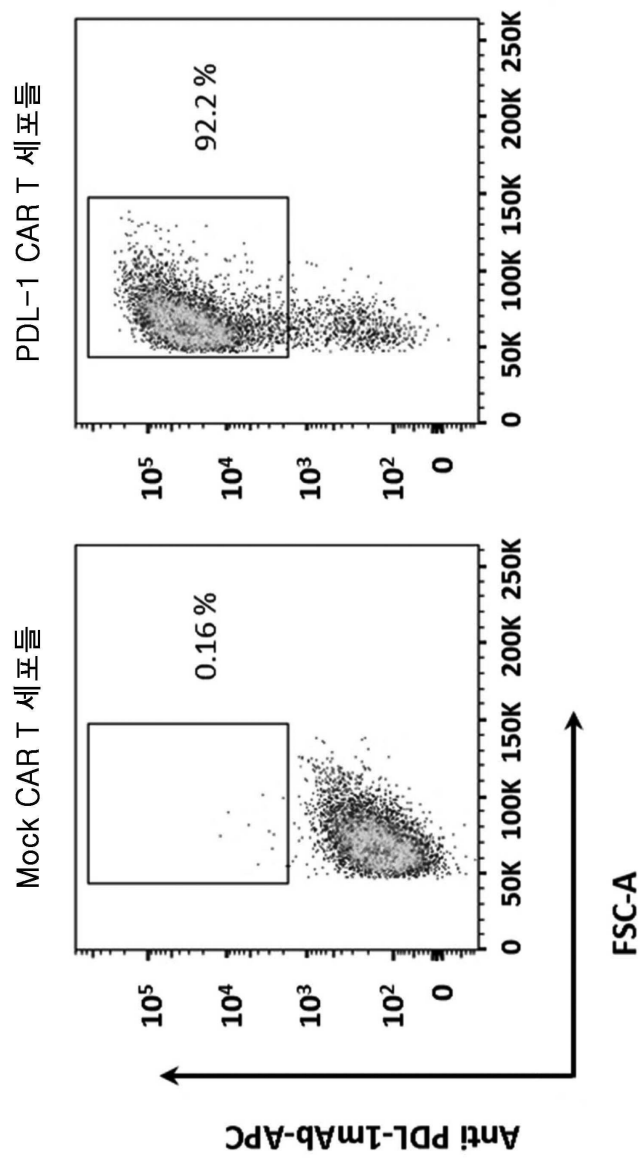 Mock CAR T 세포들
PDL-1 CAR T 세포들
0.16 %
92.2 %
10⁵
10⁴
10³
10²
0
0
50K
100K
150K
200K
250K
10⁵
10⁴
10³
10²
0
0
50K
100K
150K
200K
250K
Anti PDL-1mAb-APC
FSC-A